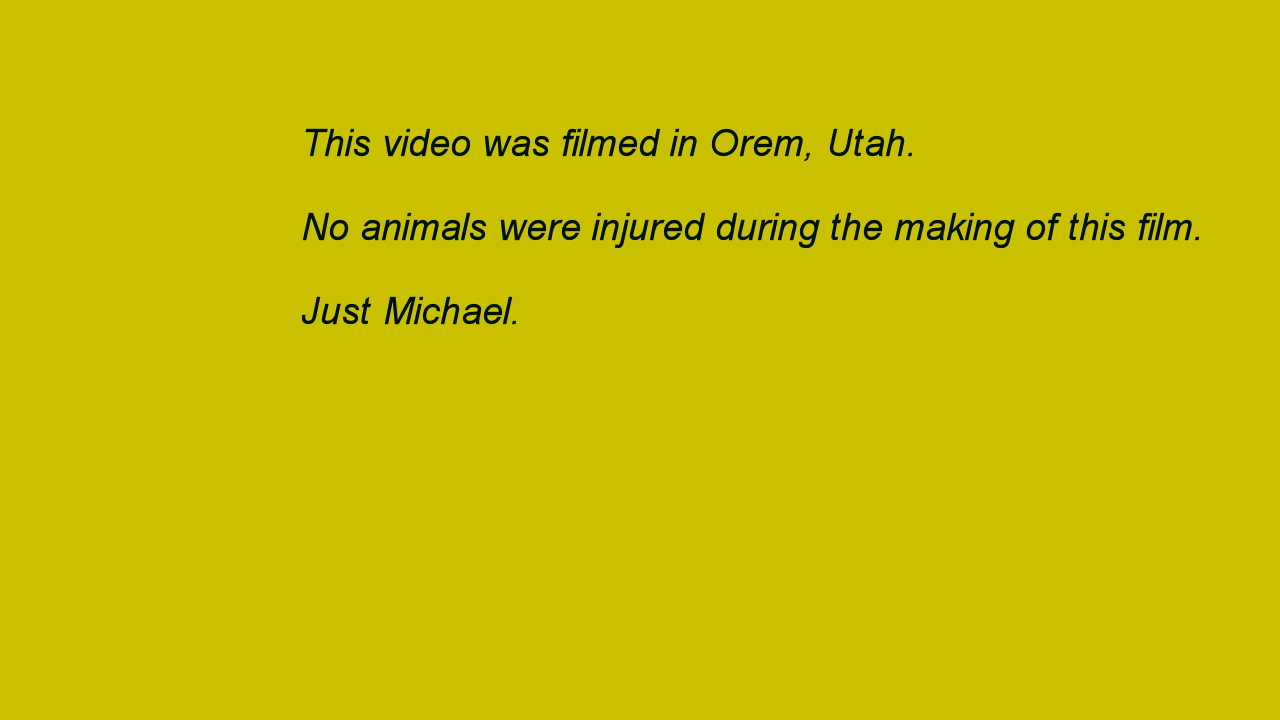 This video was filmed in Orem, Utah.
No animals were injured during the making of this film.
Just Michael.